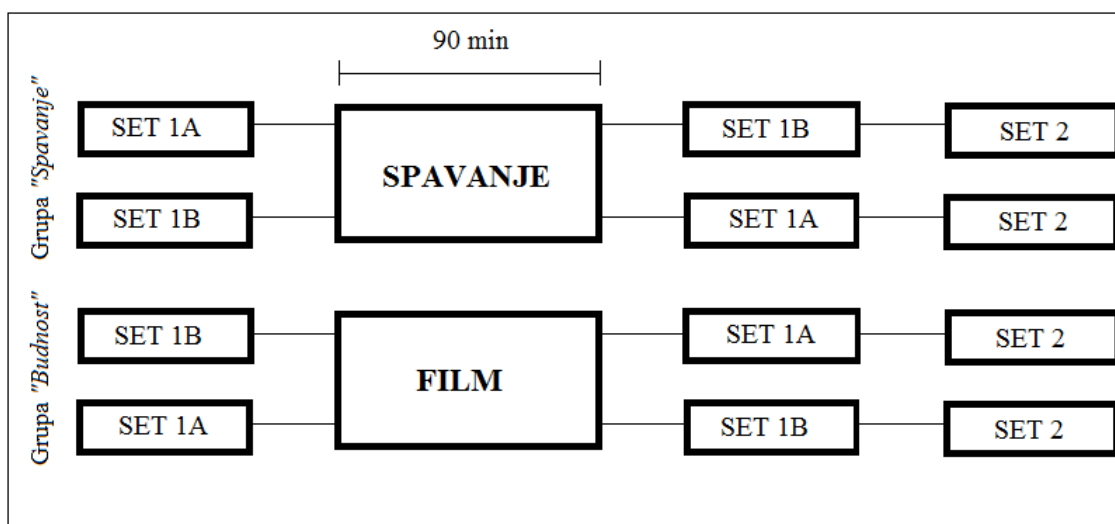 90 min
Grupa "Spavanje"
SET 1A
SPAVANJE
SET 1B
SET 2
SET 1B
SET 1A
SET 2
Grupa "Budnost"
SET 1B
FILM
SET 1A
SET 2
SET 1A
SET 1B
SET 2